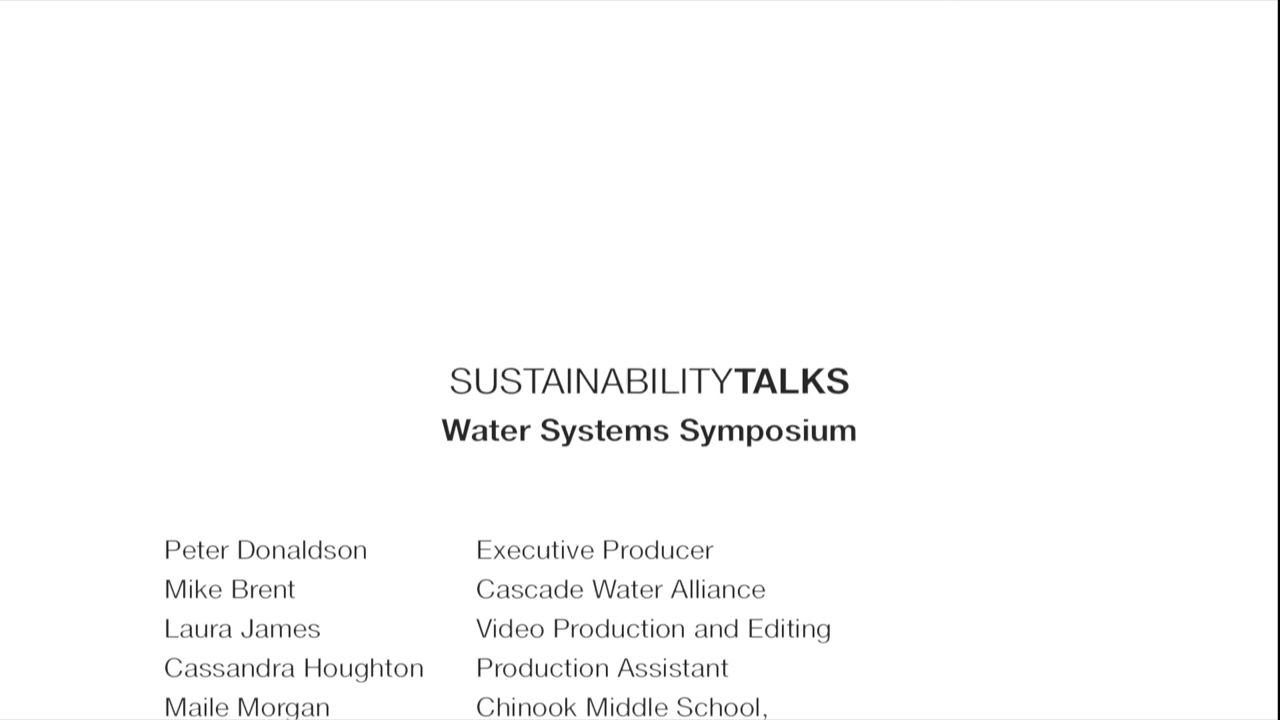 SUSTAINABILITYTALKS
Water Systems Symposium
Peter Donaldson Executive Producer
Mike Brent Cascade Water Alliance
Laura James Video Production and Editing
Cassandra Houghton Production Assistant
Maile Morgan Chinook Middle School,